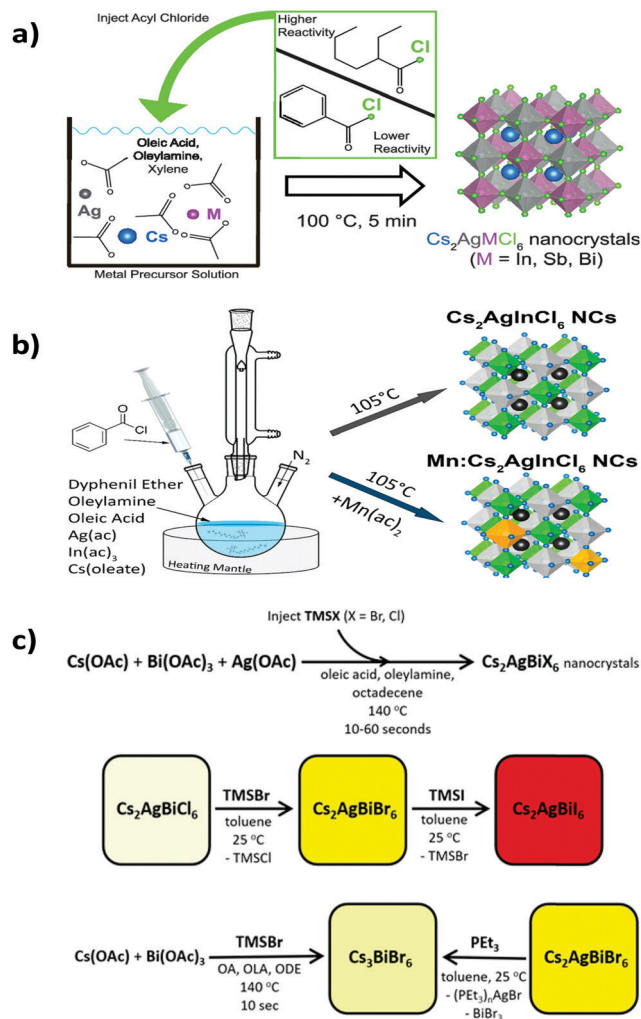 a)
Inject Acyl Chloride
Higher
Reactivity
Cl
O
Cl
O
Lower
Reactivity
Oleic Acid,
Oleylamine,
Xylene
Ag
M
Cs
Metal Precursor Solution
100 °C, 5 min
Cs₂AgMCl₆ nanocrystals
(M = In, Sb, Bi)
b)
Cs₂AgInCl₆ NCs
O
Cl
N₂
105°C
Dyphenil Ether
Oleylamine
Oleic Acid
Ag(ac)
In(ac)₃
Cs(oleate)
Heating Mantle
105°C
+Mn(ac)₂
Mn:Cs₂AgInCl₆ NCs
c)
Inject TMSX (X = Br, Cl)
Cs(OAc) + Bi(OAc)₃ + Ag(OAc)
Cs₂AgBiX₆ nanocrystals
oleic acid, oleylamine,
octadecene
140 °C
10-60 seconds
Cs₂AgBiCl₆
TMSBr
toluene
25 °C
- TMSCl
Cs₂AgBiBr₆
TMSI
toluene
25 °C
- TMSBr
Cs₂AgBiI₆
Cs(OAc) + Bi(OAc)₃
TMSBr
OA, OLA, ODE
140 °C
10 sec
Cs₃BiBr₆
PEt₃
toluene, 25 °C
- (PEt₃)ₙAgBr
- BiBr₃
Cs₂AgBiBr₆